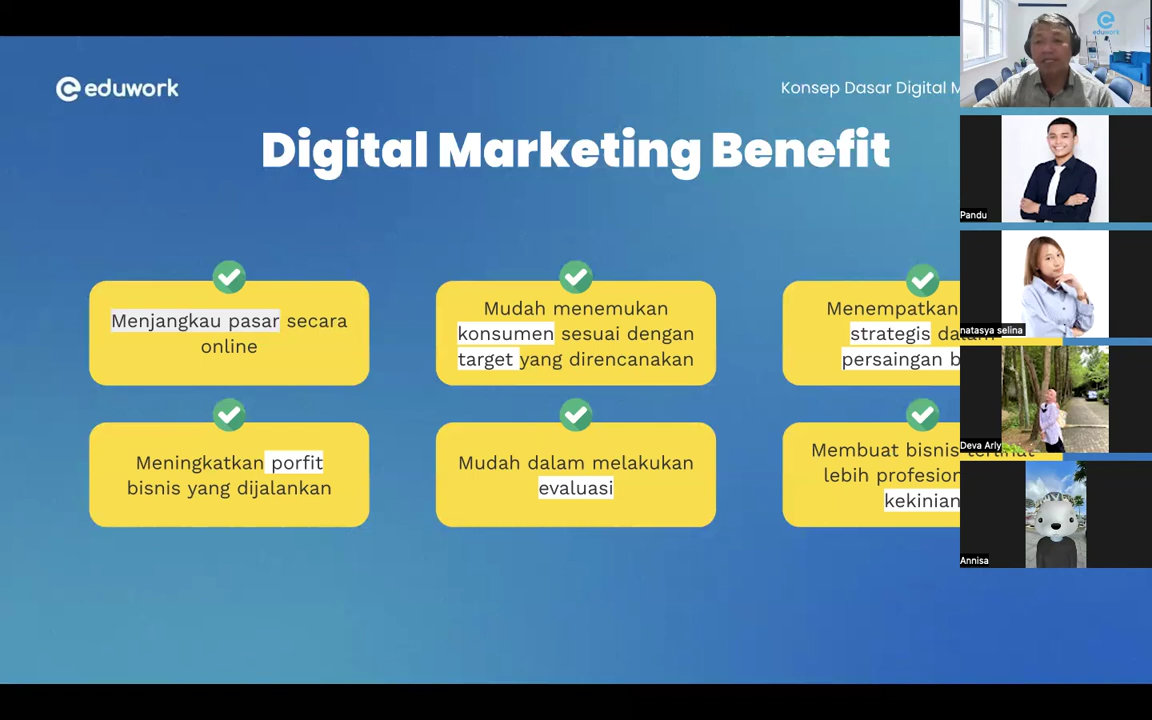 eduwork
Konsep Dasar Digital
Digital Marketing Benefit
Menjangkau pasar secara
online
Mudah menemukan
konsumen sesuai dengan
target yang direncanakan
Menempatkan
strategis
persaingan
Meningkatkan porfit
bisnis yang dijalankan
Mudah dalam melakukan
evaluasi
Membuat bisnis terlihat
lebih
kekinian
eduwork
Pandu
natasya selina
Deva Arly
Annisa